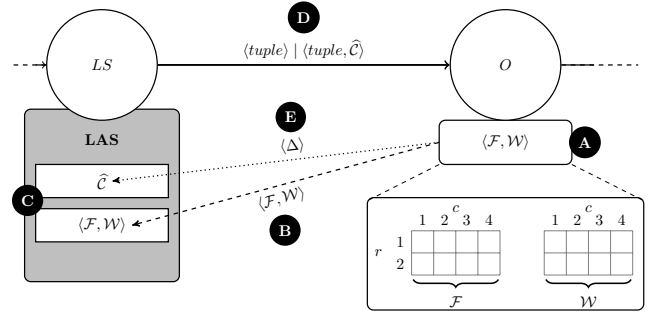 D
⟨tuple⟩ | ⟨tuple, Ĉ⟩
LS
O
E
⟨Δ⟩
LAS
⟨ℱ, 𝒲⟩
A
Ĉ
C
⟨ℱ, 𝒲⟩
⟨ℱ, 𝒲⟩
B
c
1 2 3 4
c
1 2 3 4
r
1
2
ℱ
𝒲